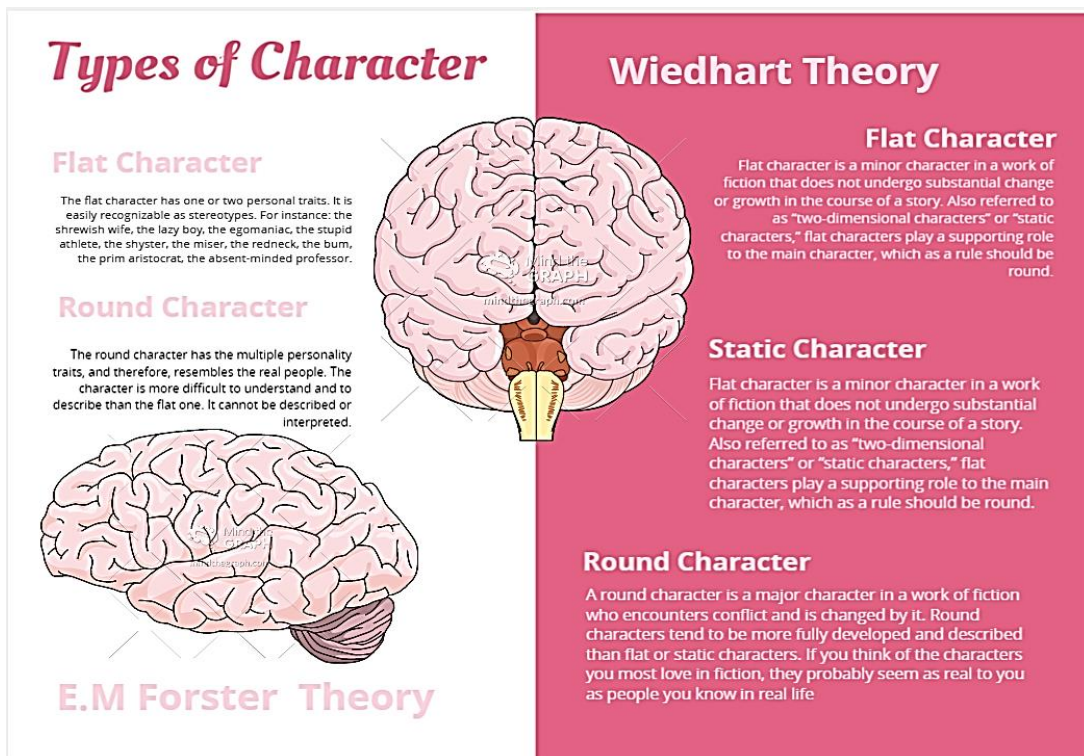 Types of Character
Flat Character
The flat character has one or two personal traits. It is
easily recognizable as stereotypes. For instance: the
shrewish wife, the lazy boy, the egomaniac, the stupid
athlete, the shyster, the miser, the redneck, the bum,
the prim aristocrat, the absent-minded professor.
Round Character
The round character has the multiple personality
traits, and therefore, resembles the real people. The
character is more difficult to understand and to
describe than the flat one. It cannot be described or
interpreted.
Mind the
GRAPH
mindthegraph.com
E.M Forster Theory
Mind the
GRAPH
mindthegraph.com
Wiedhart Theory
Flat Character
Flat character is a minor character in a work of
fiction that does not undergo substantial change
or growth in the course of a story. Also referred to
as “two-dimensional characters” or “static
characters,” flat characters play a supporting role
to the main character, which as a rule should be
round.
Static Character
Flat character is a minor character in a work
of fiction that does not undergo substantial
change or growth in the course of a story.
Also referred to as “two-dimensional
characters” or “static characters,” flat
characters play a supporting role to the main
character, which as a rule should be round.
Round Character
A round character is a major character in a work of fiction
who encounters conflict and is changed by it. Round
characters tend to be more fully developed and described
than flat or static characters. If you think of the characters
you most love in fiction, they probably seem as real to you
as people you know in real life